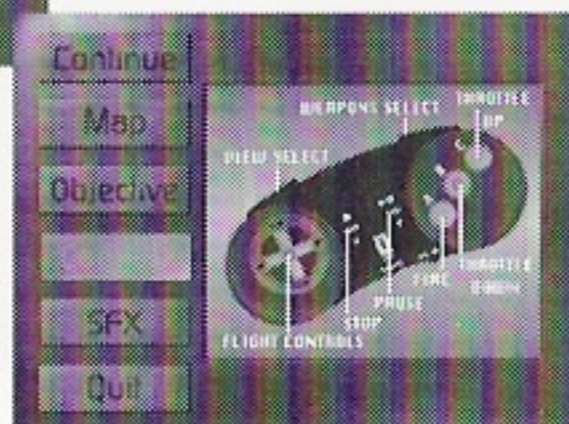 Continue
Map
Objective
SFX
Quit
WEAPONS SELECT
THROTTLE
UP
VIEW SELECT
FIRE
THROTTLE
DOWN
PAUSE
STOP
FLIGHT CONTROLS